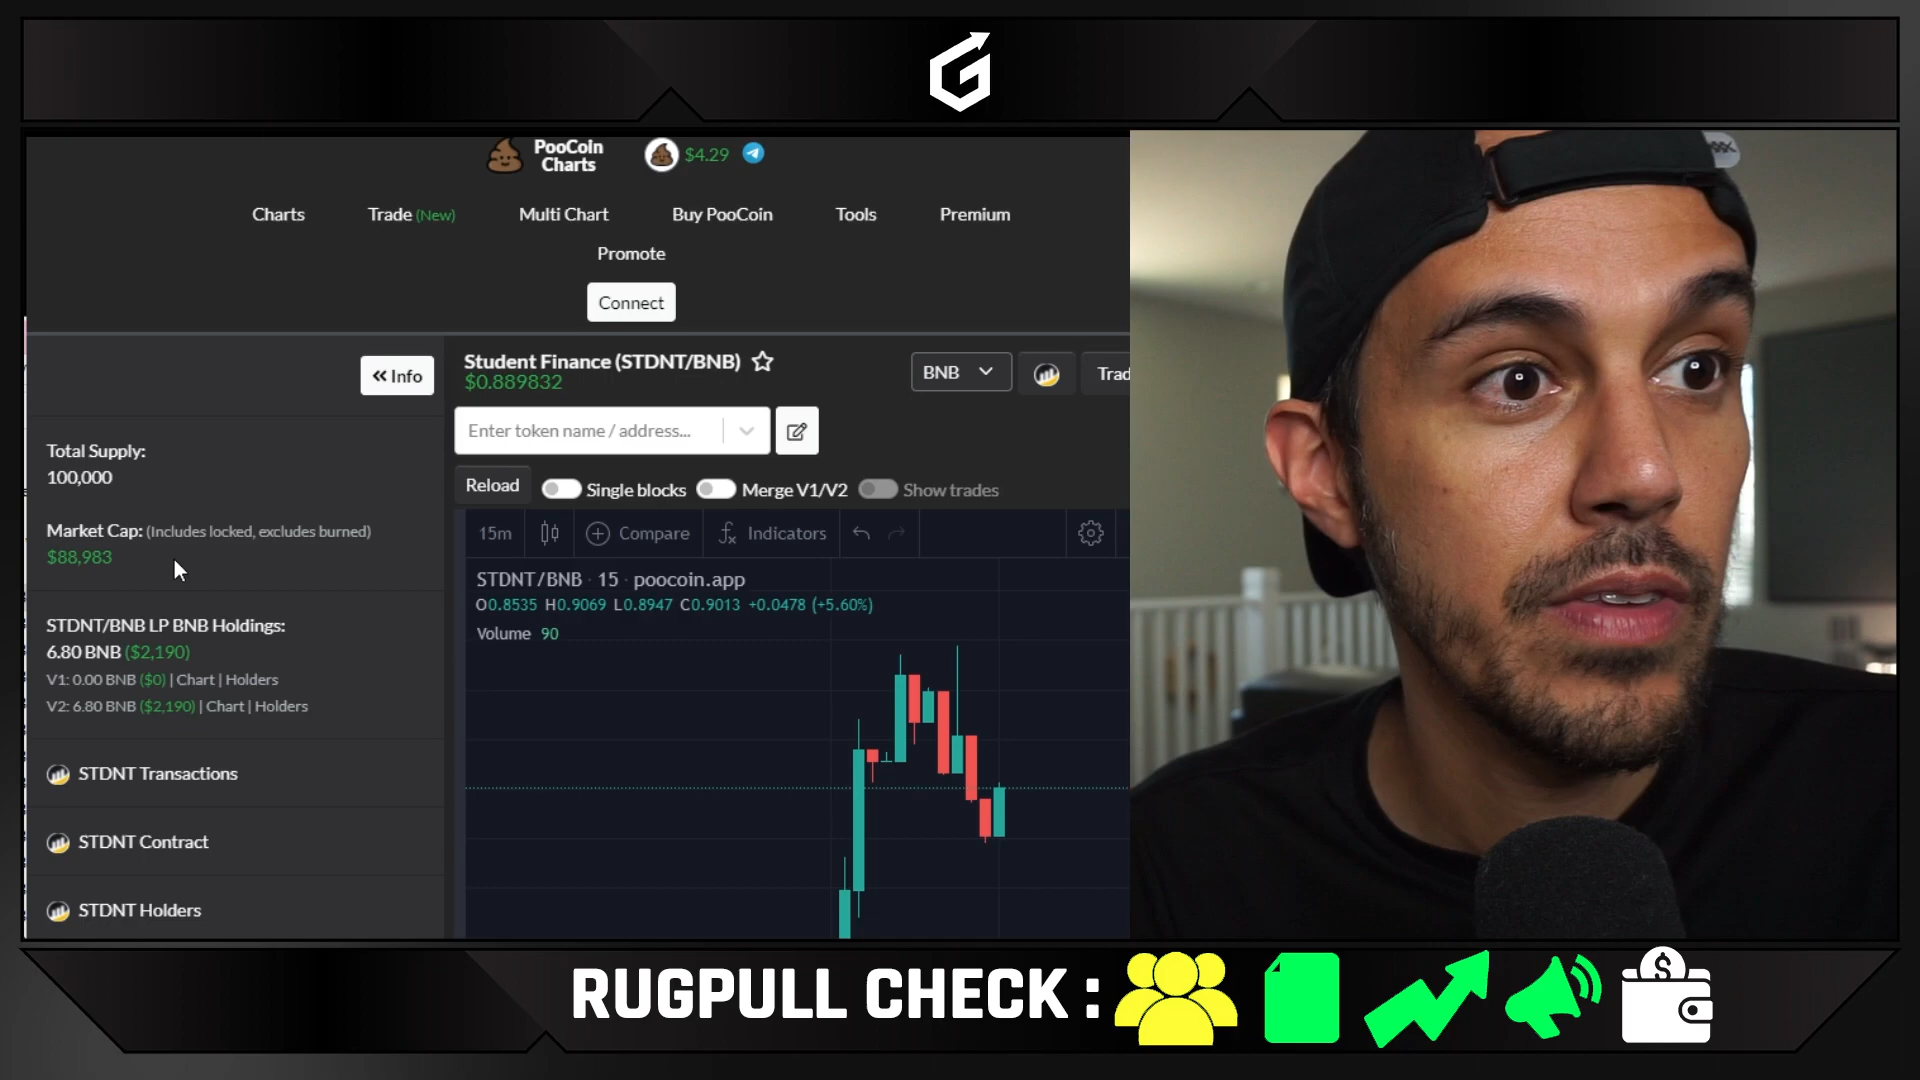 PooCoin
Charts
$4.29
Charts
Trade (New)
Multi Chart
Buy PooCoin
Tools
Premium
Promote
Connect
Info
Student Finance (STDNT/BNB)
$0.889832
BNB
Trad
Enter token name / address...
Total Supply:
100,000
Reload
Single blocks
Merge V1/V2
Show trades
Market Cap: (Includes locked, excludes burned)
$88,983
15m
Compare
Indicators
STDNT/BNB · 15 · poocoin.app
O0.8535 H0.9069 L0.8947 C0.9013 +0.0478 (+5.60%)
Volume 90
STDNT/BNB LP BNB Holdings:
6.80 BNB ($2,190)
V1: 0.00 BNB ($0) | Chart | Holders
V2: 6.80 BNB ($2,190) | Chart | Holders
STDNT Transactions
STDNT Contract
STDNT Holders
RUGPULL CHECK :